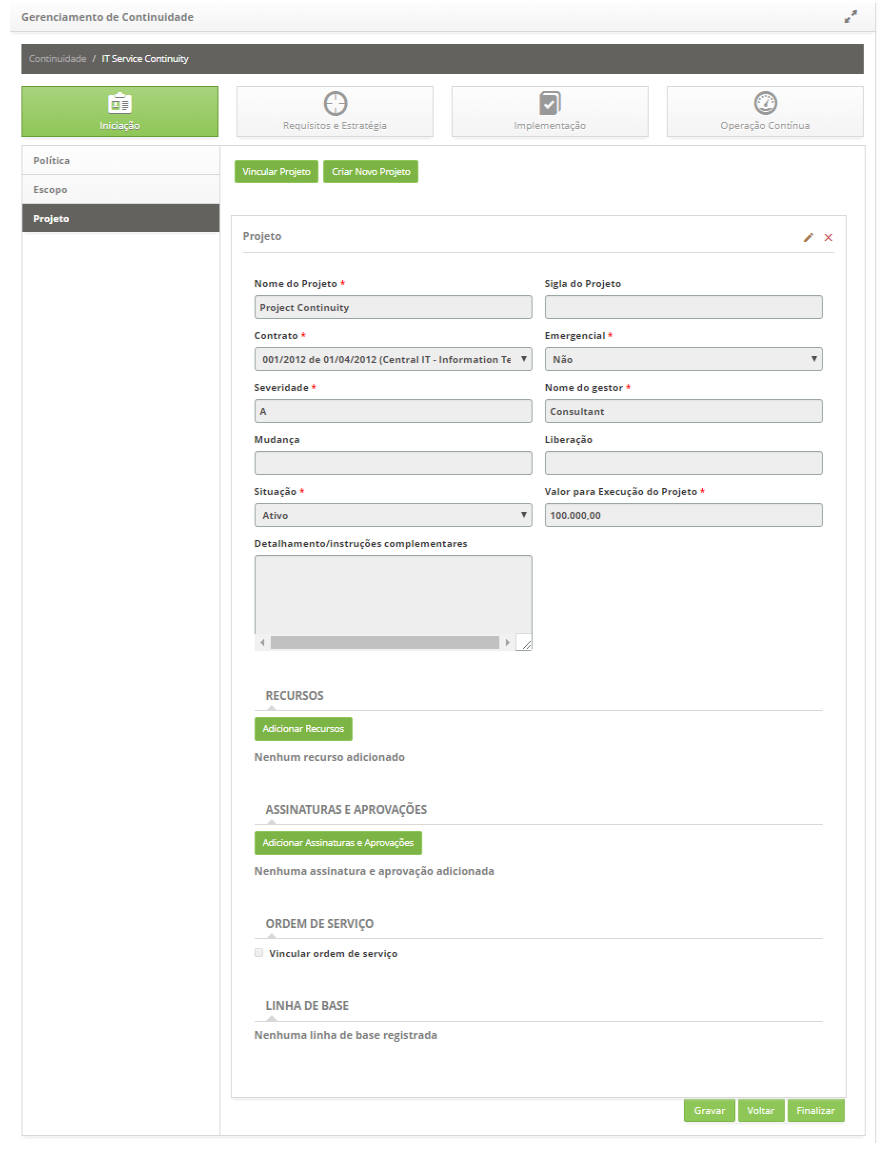 Gerenciamento de Continuidade
Continuidade / IT Service Continuity
Iniciação
Requisitos e Estratégia
Implementação
Operação Contínua
Política
Escopo
Projeto
Vincular Projeto
Criar Novo Projeto
Projeto
Nome do Projeto *
Sigla do Projeto
Project Continuity
Contrato *
Emergencial *
001/2012 de 01/04/2012 (Central IT - Information Te
Não
Severidade *
Nome do gestor *
A
Consultant
Mudança
Liberação
Situação *
Valor para Execução do Projeto *
Ativo
100.000,00
Detalhamento/instruções complementares
RECURSOS
Adicionar Recursos
Nenhum recurso adicionado
ASSINATURAS E APROVAÇÕES
Adicionar Assinaturas e Aprovações
Nenhuma assinatura e aprovação adicionada
ORDEM DE SERVIÇO
Vincular ordem de serviço
LINHA DE BASE
Nenhuma linha de base registrada
Gravar
Voltar
Finalizar